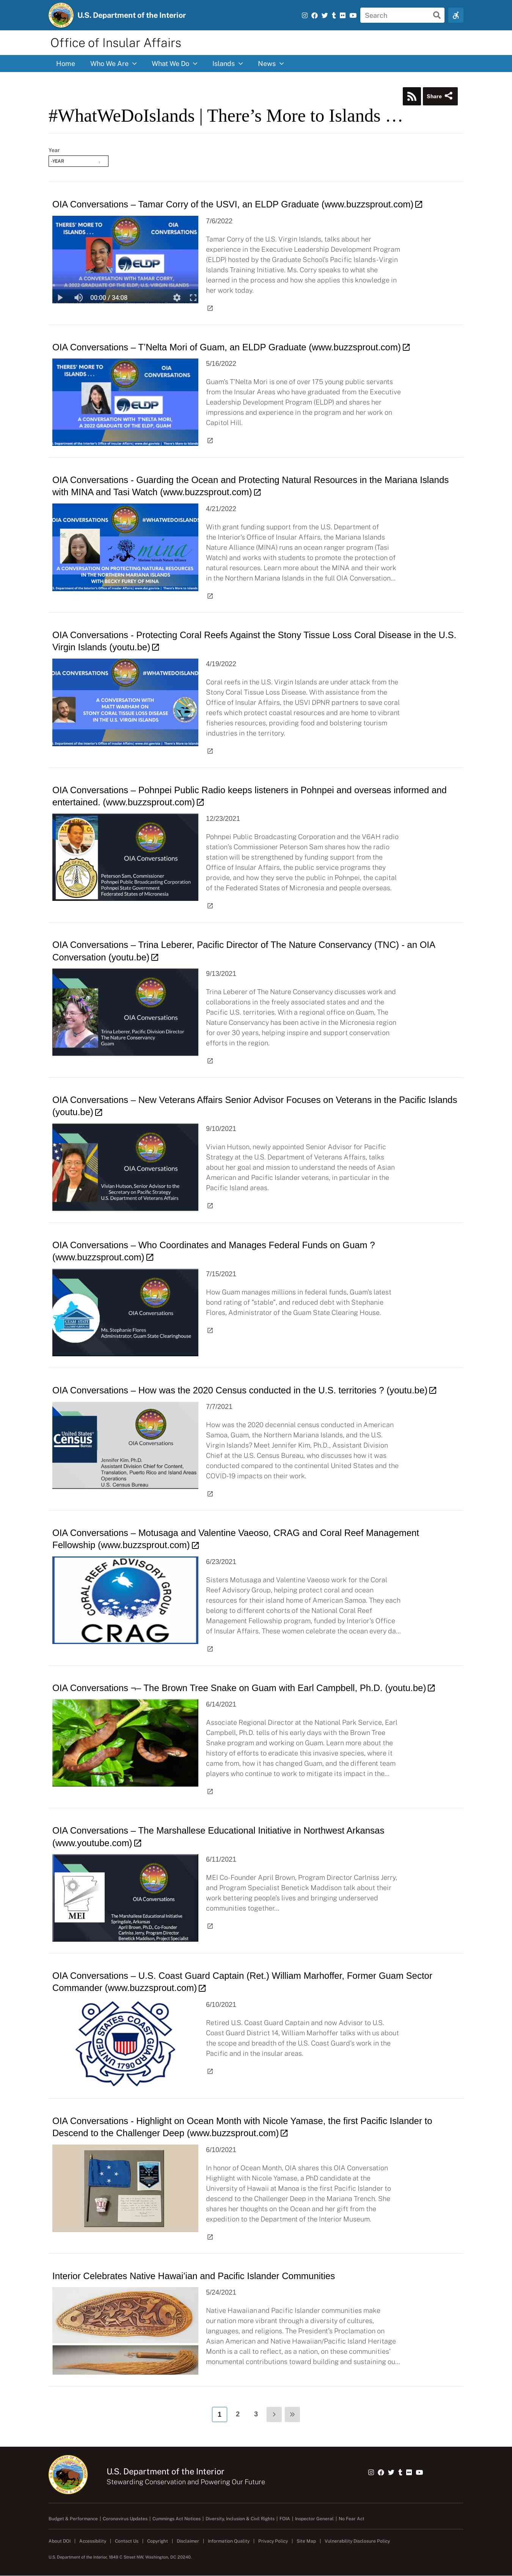 U.S. Department of the Interior
Search
Office of Insular Affairs
Home Who We Are What We Do Islands News
Share
#WhatWeDoIslands | There’s More to Islands …
Year
-YEAR
OIA Conversations – Tamar Corry of the USVI, an ELDP Graduate (www.buzzsprout.com)
THERES' MORE TO ISLANDS . . .
OIA CONVERSATIONS
ELDP
A CONVERSATION WITH TAMAR CORRY,
A 2021 GRADUATE OF THE ELDP, U.S. VIRGIN ISLANDS
00:00 / 34:08
7/6/2022
Tamar Corry of the U.S. Virgin Islands, talks about her
experience in the Executive Leadership Development Program
(ELDP) hosted by the Graduate School's Pacific Islands-Virgin
Islands Training Initiative. Ms. Corry speaks to what she
learned in the process and how she applies this knowledge in
her work today.
OIA Conversations – T’Nelta Mori of Guam, an ELDP Graduate (www.buzzsprout.com)
THERES' MORE TO ISLANDS . . .
OIA CONVERSATIONS
ELDP
A CONVERSATION WITH T'NELTA MORI,
A 2022 GRADUATE OF THE ELDP, GUAM
5/16/2022
Guam's T'Nelta Mori is one of over 175 young public servants
from the Insular Areas who have graduated from the Executive
Leadership Development Program (ELDP) and shares her
impressions and experience in the program and her work on
Capitol Hill.
OIA Conversations - Guarding the Ocean and Protecting Natural Resources in the Mariana Islands
with MINA and Tasi Watch (www.buzzsprout.com)
OIA CONVERSATIONS
#WHATWEDOISLANDS
mina
A CONVERSATION ON PROTECTING NATURAL RESOURCES
IN THE NORTHERN MARIANA ISLANDS
WITH BECKY FUREY OF MINA
4/21/2022
With grant funding support from the U.S. Department of
the Interior's Office of Insular Affairs, the Mariana Islands
Nature Alliance (MINA) runs an ocean ranger program (Tasi
Watch) and works with students to promote the protection of
natural resources. Learn more about the MINA and their work
in the Northern Mariana Islands in the full OIA Conversation...
OIA Conversations - Protecting Coral Reefs Against the Stony Tissue Loss Coral Disease in the U.S.
Virgin Islands (youtu.be)
OIA CONVERSATIONS
#WHATWEDOISLANDS
A CONVERSATION WITH
MATT WARHAM ON
STONY CORAL TISSUE LOSS DISEASE
IN THE U.S. VIRGIN ISLANDS
4/19/2022
Coral reefs in the U.S. Virgin Islands are under attack from the
Stony Coral Tissue Loss Disease. With assistance from the
Office of Insular Affairs, the USVI DPNR partners to save coral
reefs which protect coastal resources and are home to vibrant
fisheries resources, providing food and bolstering tourism
industries in the territory.
OIA Conversations – Pohnpei Public Radio keeps listeners in Pohnpei and overseas informed and
entertained. (www.buzzsprout.com)
OIA Conversations
Peterson Sam, Commissioner
Pohnpei Public Broadcasting Corporation
Pohnpei State Government
Federated States of Micronesia
12/23/2021
Pohnpei Public Broadcasting Corporation and the V6AH radio
station's Commissioner Peterson Sam shares how the radio
station will be strengthened by funding support from the
Office of Insular Affairs, the public service programs they
provide, and how they serve the public in Pohnpei, the capital
of the Federated States of Micronesia and people overseas.
OIA Conversations – Trina Leberer, Pacific Director of The Nature Conservancy (TNC) - an OIA
Conversation (youtu.be)
OIA Conversations
Trina Leberer, Pacific Division Director
The Nature Conservancy
Guam
9/13/2021
Trina Leberer of The Nature Conservancy discusses work and
collaborations in the freely associated states and and the
Pacific U.S. territories. With a regional office on Guam, The
Nature Conservancy has been active in the Micronesia region
for over 30 years, helping inspire and support conservation
efforts in the region.
OIA Conversations – New Veterans Affairs Senior Advisor Focuses on Veterans in the Pacific Islands
(youtu.be)
OIA Conversations
Vivian Hutson, Senior Advisor to the
Secretary on Pacific Strategy
U.S. Department of Veterans Affairs
9/10/2021
Vivian Hutson, newly appointed Senior Advisor for Pacific
Strategy at the U.S. Department of Veterans Affairs, talks
about her goal and mission to understand the needs of Asian
American and Pacific Islander veterans, in particular in the
Pacific Island areas.
OIA Conversations – Who Coordinates and Manages Federal Funds on Guam ?
(www.buzzsprout.com)
OIA Conversations
Ms. Stephanie Flores
Administrator, Guam State Clearinghouse
7/15/2021
How Guam manages millions in federal funds, Guam's latest
bond rating of "stable", and reduced debt with Stephanie
Flores, Administrator of the Guam State Clearing House.
OIA Conversations – How was the 2020 Census conducted in the U.S. territories ? (youtu.be)
United States Census Bureau
OIA Conversations
Jennifer Kim, Ph.D.
Assistant Division Chief for Content,
Translation, Puerto Rico and Island Areas
Operations
U.S. Census Bureau
7/7/2021
How was the 2020 decennial census conducted in American
Samoa, Guam, the Northern Mariana Islands, and the U.S.
Virgin Islands? Meet Jennifer Kim, Ph.D., Assistant Division
Chief at the U.S. Census Bureau, who discusses how it was
conducted compared to the continental United States and the
COVID-19 impacts on their work.
OIA Conversations – Motusaga and Valentine Vaeoso, CRAG and Coral Reef Management
Fellowship (www.buzzsprout.com)
CORAL REEF ADVISORY GROUP
CRAG
6/23/2021
Sisters Motusaga and Valentine Vaeoso work for the Coral
Reef Advisory Group, helping protect coral and ocean
resources for their island home of American Samoa. They each
belong to different cohorts of the National Coral Reef
Management Fellowship program, funded by Interior's Office
of Insular Affairs. These women celebrate the ocean every da...
OIA Conversations ¬– The Brown Tree Snake on Guam with Earl Campbell, Ph.D. (youtu.be)
6/14/2021
Associate Regional Director at the National Park Service, Earl
Campbell, Ph.D. tells of his early days with the Brown Tree
Snake program and working on Guam. Learn more about the
history of efforts to eradicate this invasive species, where it
came from, how it has changed Guam, and the different team
players who continue to work to mitigate its impact in the...
OIA Conversations – The Marshallese Educational Initiative in Northwest Arkansas
(www.youtube.com)
MEI
OIA Conversations
The Marshallese Educational Initiative
Springdale, Arkansas
April Brown, Ph.D., Co-Founder
Carlniss Jerry, Program Director
Benetick Maddison, Project Specialist
6/11/2021
MEI Co-Founder April Brown, Program Director Carlniss Jerry,
and Program Specialist Benetick Maddison talk about their
work bettering people's lives and bringing underserved
communities together...
OIA Conversations – U.S. Coast Guard Captain (Ret.) William Marhoffer, Former Guam Sector
Commander (www.buzzsprout.com)
UNITED STATES COAST GUARD
1790
6/10/2021
Retired U.S. Coast Guard Captain and now Advisor to U.S.
Coast Guard District 14, William Marhoffer talks with us about
the scope and breadth of the U.S. Coast Guard's work in the
Pacific and in the insular areas.
OIA Conversations - Highlight on Ocean Month with Nicole Yamase, the first Pacific Islander to
Descend to the Challenger Deep (www.buzzsprout.com)
6/10/2021
In honor of Ocean Month, OIA shares this OIA Conversation
Highlight with Nicole Yamase, a PhD candidate at the
University of Hawaii at Manoa is the first Pacific Islander to
descend to the Challenger Deep in the Mariana Trench. She
shares her thoughts on the Ocean and her gift from the
expedition to the Department of the Interior Museum.
Interior Celebrates Native Hawai’ian and Pacific Islander Communities
5/24/2021
Native Hawaiian and Pacific Islander communities make
our nation more vibrant through a diversity of cultures,
languages, and religions. The President's Proclamation on
Asian American and Native Hawaiian/Pacific Island Heritage
Month is a call to reflect, as a nation, on these communities'
monumental contributions toward building and sustaining ou...
1 2 3 › »
U.S. Department of the Interior
Stewarding Conservation and Powering Our Future
Budget & Performance | Coronavirus Updates | Cummings Act Notices | Diversity, Inclusion & Civil Rights | FOIA | Inspector General | No Fear Act
About DOI | Accessibility | Contact Us | Copyright | Disclaimer | Information Quality | Privacy Policy | Site Map | Vulnerability Disclosure Policy
U.S. Department of the Interior, 1849 C Street NW, Washington, DC 20240.